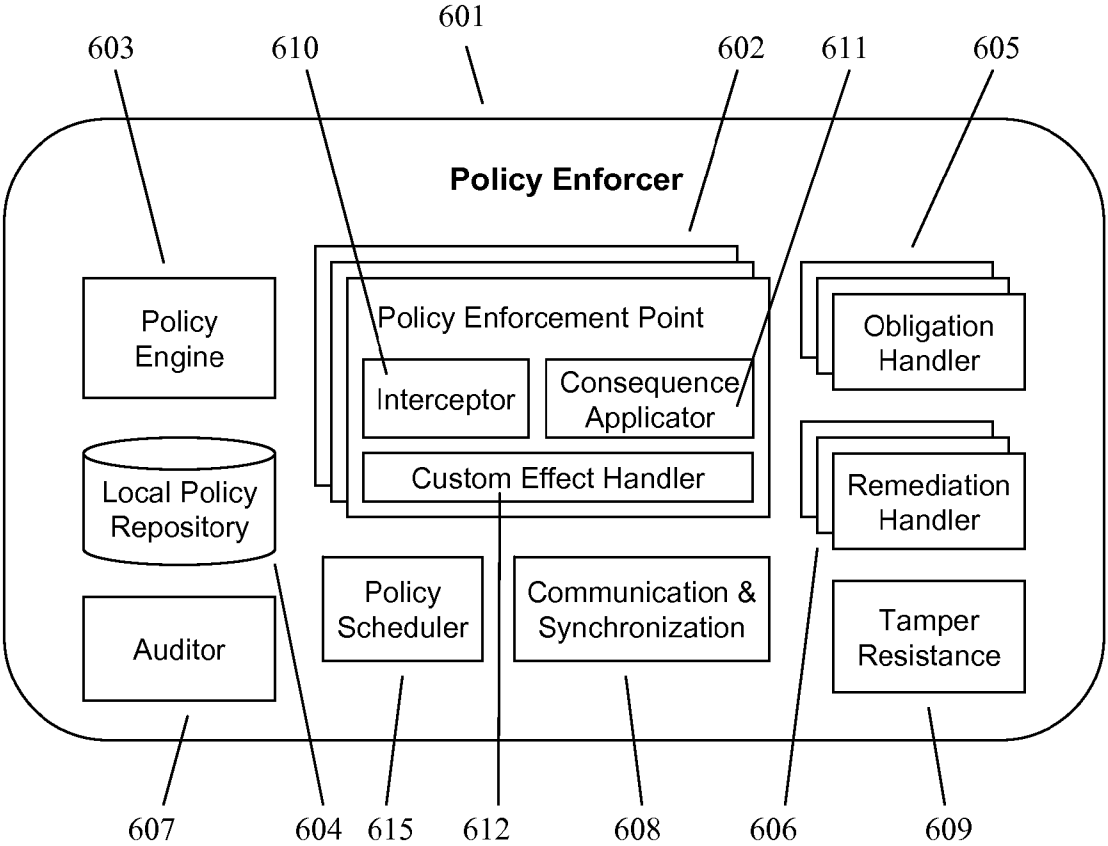 601
603
610
602
611
605
Policy Enforcer
Policy
Engine
Policy Enforcement Point
Interceptor
Consequence
Applicator
Custom Effect Handler
Obligation
Handler
Local Policy
Repository
Remediation
Handler
Auditor
Policy
Scheduler
Communication &
Synchronization
Tamper
Resistance
607
604
615
612
608
606
609